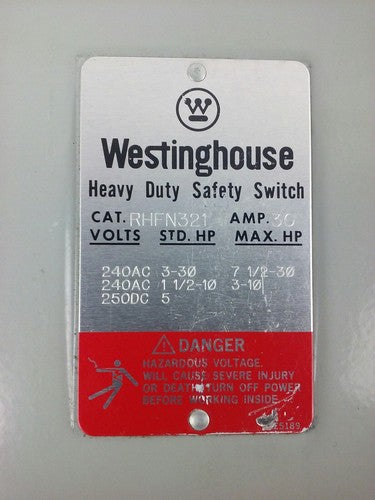 W
Westinghouse
Heavy Duty Safety Switch
CAT. RHFN321 AMP. 30
VOLTS STD. HP MAX. HP
240AC 3-30 7 1/2-30
240AC 1 1/2-10 3-10
250DC 5
DANGER
HAZARDOUS VOLTAGE.
WILL CAUSE SEVERE INJURY
OR DEATH. TURN OFF POWER
BEFORE WORKING INSIDE.